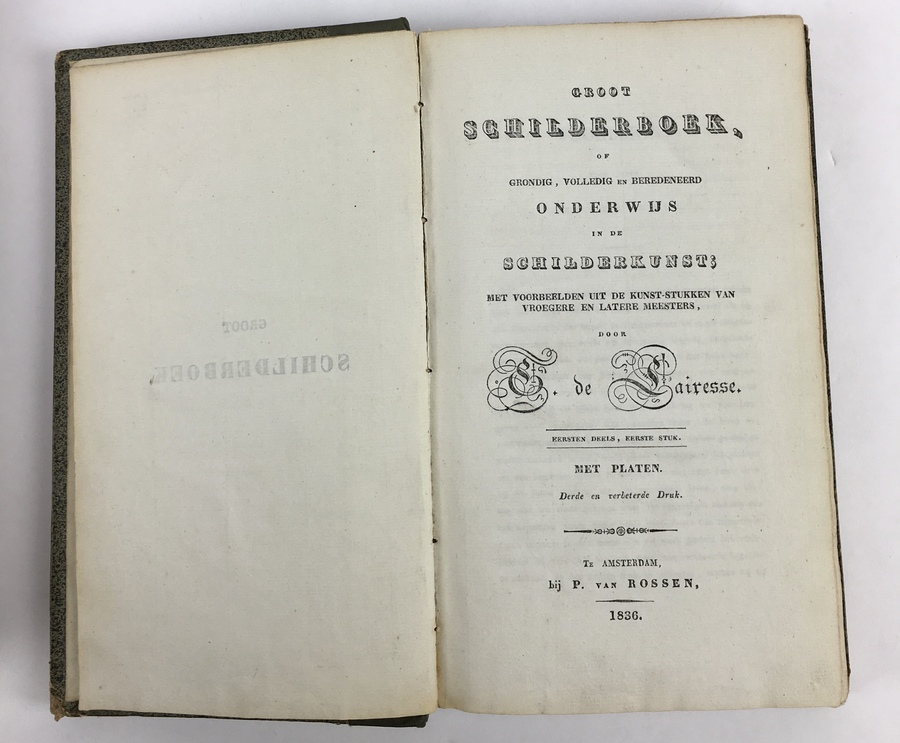 GROOT
SCHILDERBOEK
GROOT
SCHILDERBOEK,
OF
GRONDIG, VOLLEDIG EN BEREDENEERD
ONDERWIJS
IN DE
SCHILDERKUNST;
MET VOORBEELDEN UIT DE KUNST-STUKKEN VAN
VROEGERE EN LATERE MEESTERS,
DOOR
G. de Lairesse.
EERSTEN DEELS, EERSTE STUK.
MET PLATEN.
Derde en verbeterde Druk.
TE AMSTERDAM,
bij P. VAN ROSSEN,
1836.